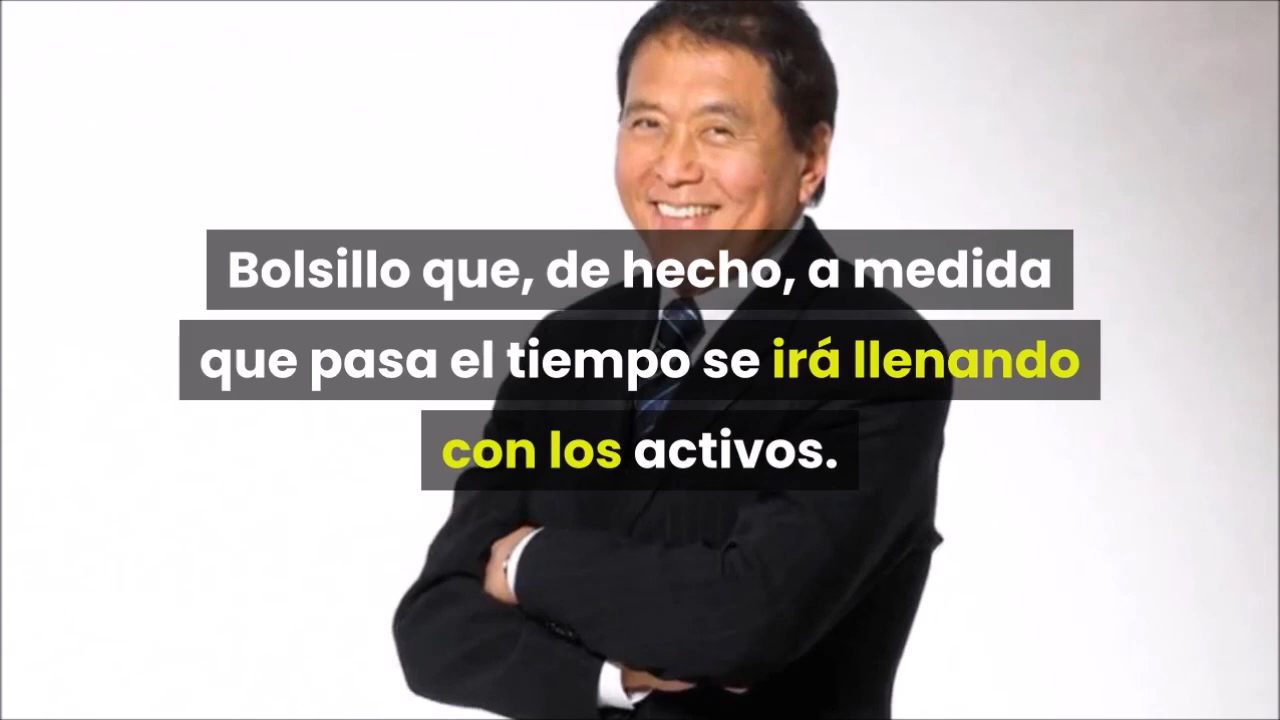 Bolsillo que, de hecho, a medida
que pasa el tiempo se irá llenando
con los activos.